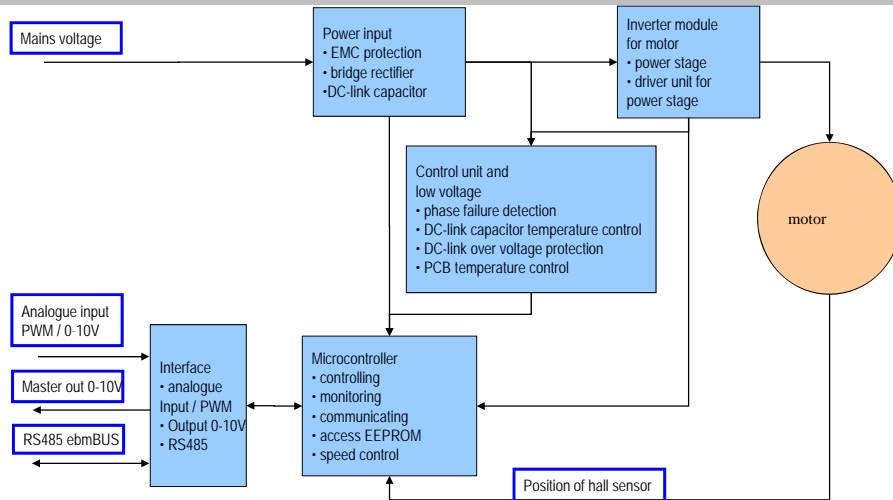 Mains voltage
Power input
• EMC protection
• bridge rectifier
•DC-link capacitor
Inverter module
for motor
• power stage
• driver unit for
power stage
Control unit and
low voltage
• phase failure detection
• DC-link capacitor temperature control
• DC-link over voltage protection
• PCB temperature control
motor
Analogue input
PWM / 0-10V
Master out 0-10V
RS485 ebmBUS
Interface
• analogue
Input / PWM
• Output 0-10V
• RS485
Microcontroller
• controlling
• monitoring
• communicating
• access EEPROM
• speed control
Position of hall sensor